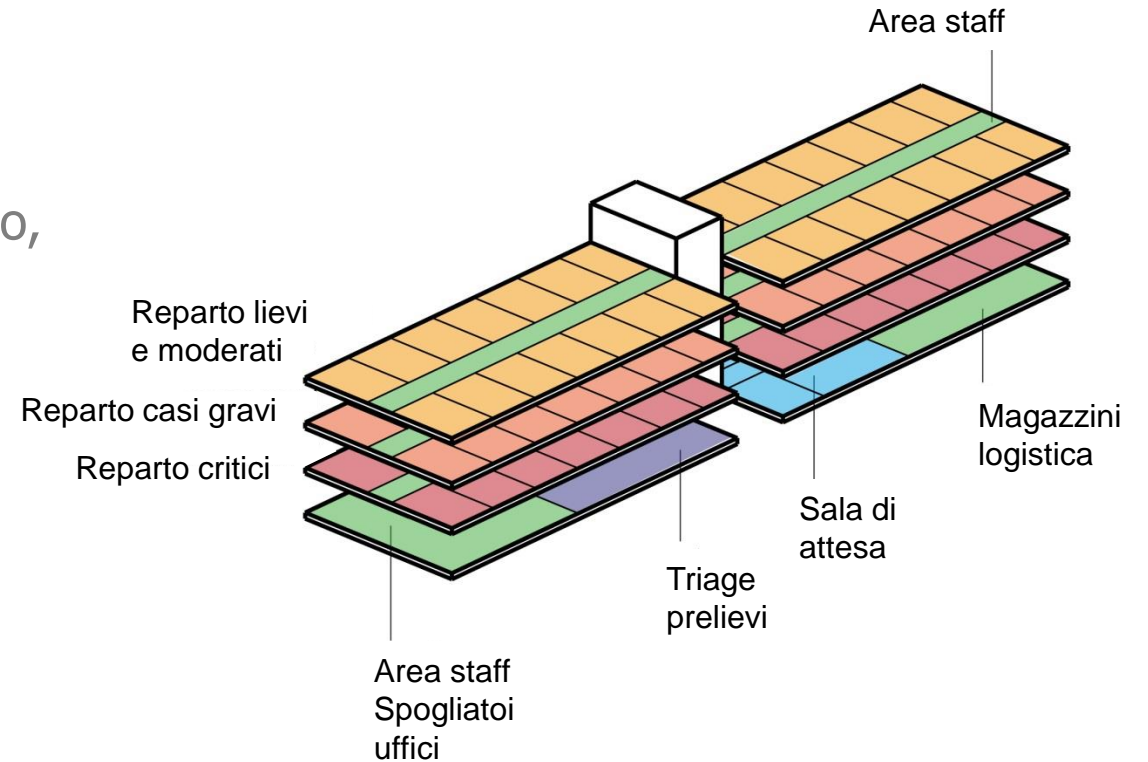 Area staff
o,
Reparto lievi
e moderati
Reparto casi gravi
Reparto critici
Magazzini
logistica
Sala di
attesa
Triage
prelievi
Area staff
Spogliatoi
uffici